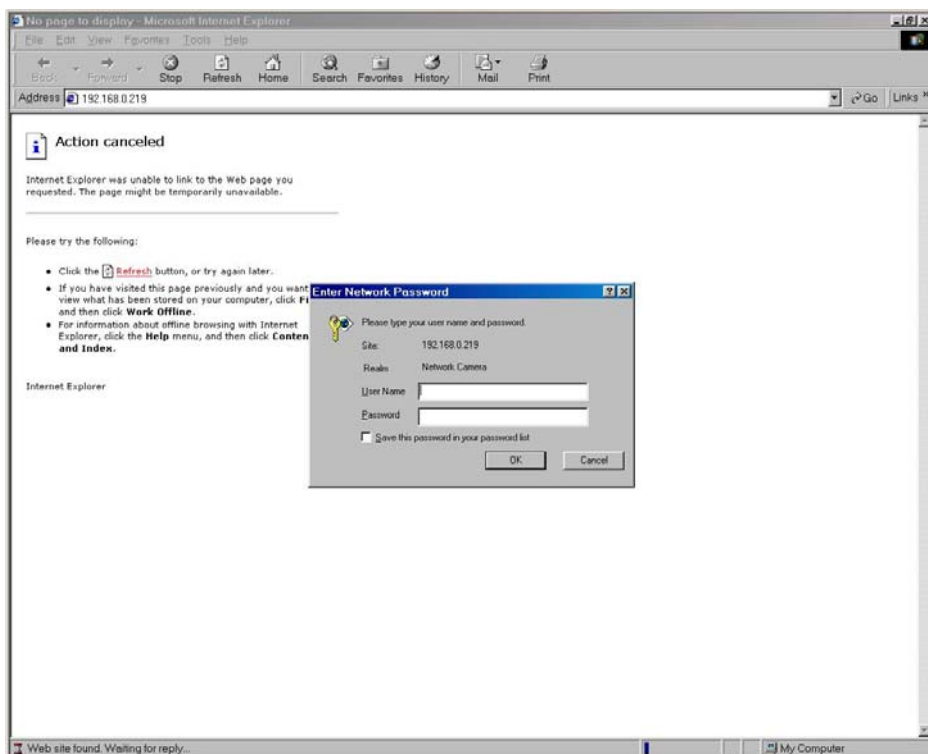 No page to display - Microsoft Internet Explorer
File Edit View Favorites Tools Help
Back Forward Stop Refresh Home Search Favorites History Mail Print
Address 192.168.0.219 Go Links »
Action canceled
Internet Explorer was unable to link to the Web page you
requested. The page might be temporarily unavailable.
Please try the following:
• Click the Refresh button, or try again later.
• If you have visited this page previously and you want
view what has been stored on your computer, click Fi
and then click Work Offline.
• For information about offline browsing with Internet
Explorer, click the Help menu, and then click Conten
and Index.
Internet Explorer
Enter Network Password
Please type your user name and password.
Site: 192.168.0.219
Realm Network Camera
User Name
Password
Save this password in your password list
OK Cancel
Web site found. Waiting for reply... My Computer